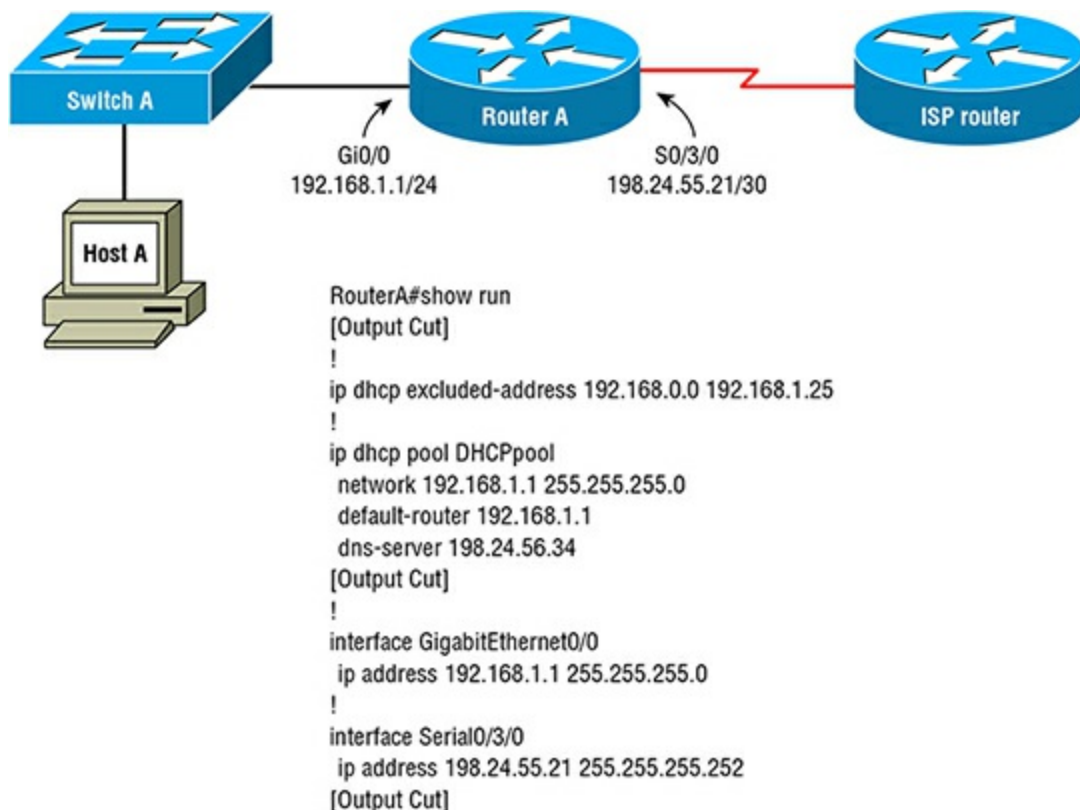 Switch A
Router A
ISP router
Gi0/0
192.168.1.1/24
S0/3/0
198.24.55.21/30
Host A
RouterA#show run
[Output Cut]
!
ip dhcp excluded-address 192.168.0.0 192.168.1.25
!
ip dhcp pool DHCPpool
network 192.168.1.1 255.255.255.0
default-router 192.168.1.1
dns-server 198.24.56.34
[Output Cut]
!
interface GigabitEthernet0/0
ip address 192.168.1.1 255.255.255.0
!
interface Serial0/3/0
ip address 198.24.55.21 255.255.255.252
[Output Cut]